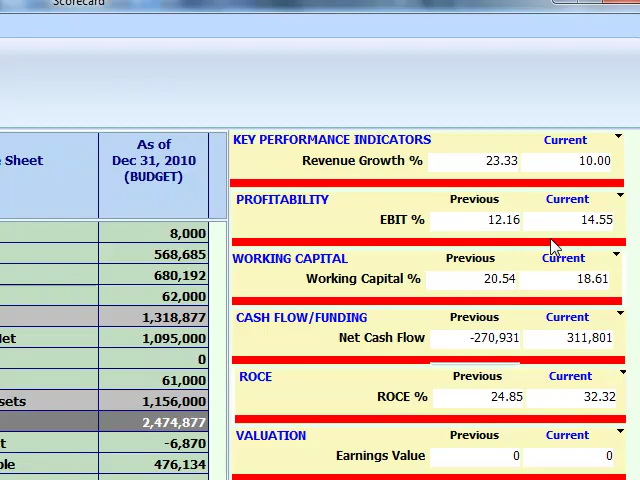 Scorecard
e Sheet
As of
Dec 31, 2010
(BUDGET)
8,000
568,685
680,192
62,000
1,318,877
let 1,095,000
0
61,000
sets 1,156,000
2,474,877
t -6,870
ble 476,134
KEY PERFORMANCE INDICATORS Current
Revenue Growth % 23.33 10.00
PROFITABILITY Previous Current
EBIT % 12.16 14.55
WORKING CAPITAL Previous Current
Working Capital % 20.54 18.61
CASH FLOW/FUNDING Previous Current
Net Cash Flow -270,931 311,801
ROCE Previous Current
ROCE % 24.85 32.32
VALUATION Previous Current
Earnings Value 0 0